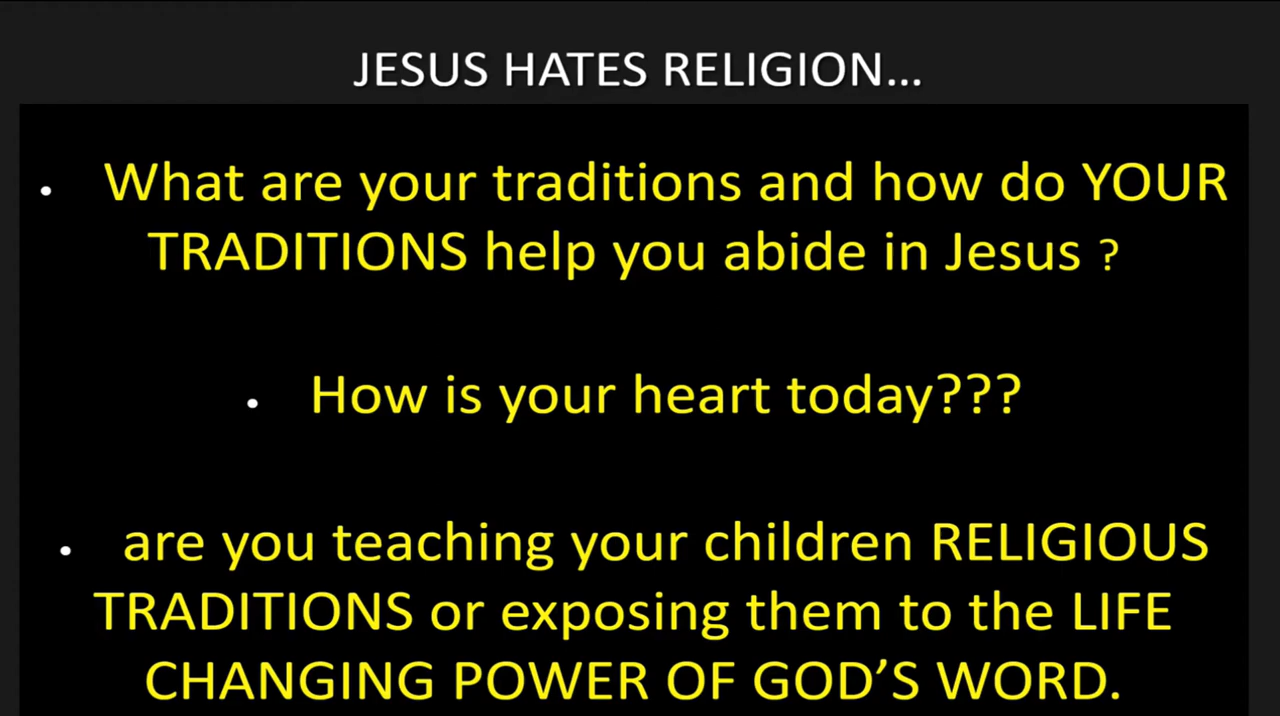 JESUS HATES RELIGION...
• What are your traditions and how do YOUR
TRADITIONS help you abide in Jesus ?
• How is your heart today???
• are you teaching your children RELIGIOUS
TRADITIONS or exposing them to the LIFE
CHANGING POWER OF GOD’S WORD.